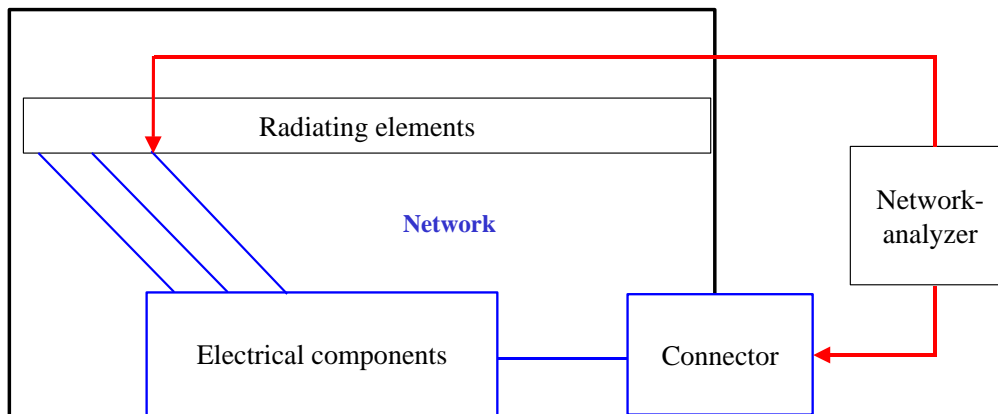 Radiating elements
Network
Network-
analyzer
Electrical components
Connector